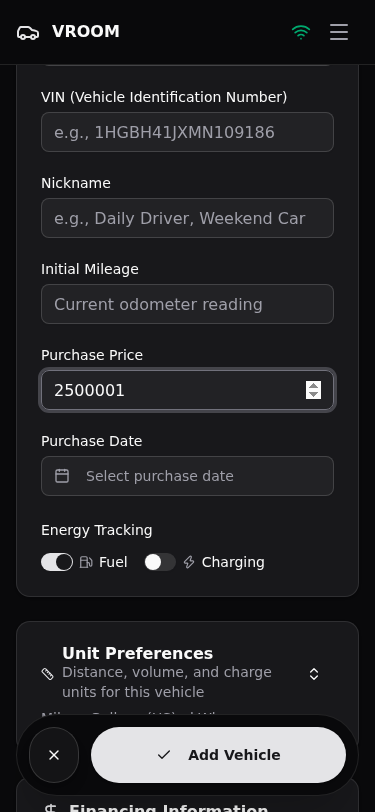 VROOM
VIN (Vehicle Identification Number)
e.g., 1HGBH41JXMN109186
Nickname
e.g., Daily Driver, Weekend Car
Initial Mileage
Current odometer reading
Purchase Price
2500001
Purchase Date
Select purchase date
Energy Tracking
Fuel Charging
Unit Preferences
Distance, volume, and charge
units for this vehicle
Add Vehicle
Financing Information